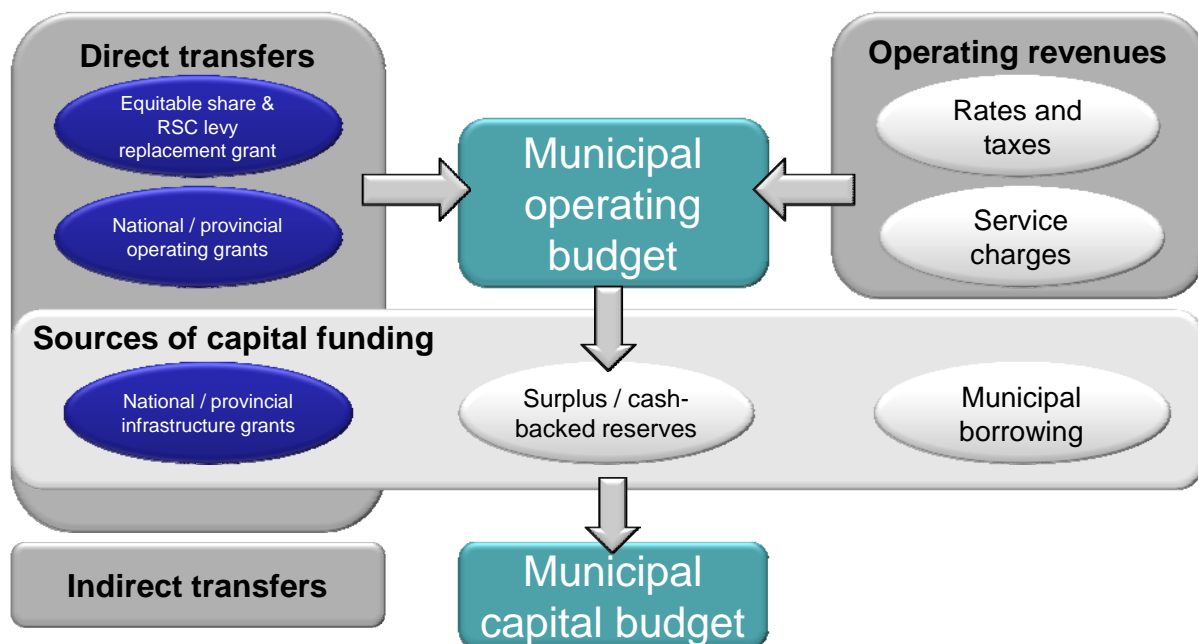 Direct transfers
Equitable share &
RSC levy
replacement grant
National / provincial
operating grants
Municipal
operating
budget
Operating revenues
Rates and
taxes
Service
charges
Sources of capital funding
National / provincial
infrastructure grants
Surplus / cash-
backed reserves
Municipal
borrowing
Indirect transfers
Municipal
capital budget